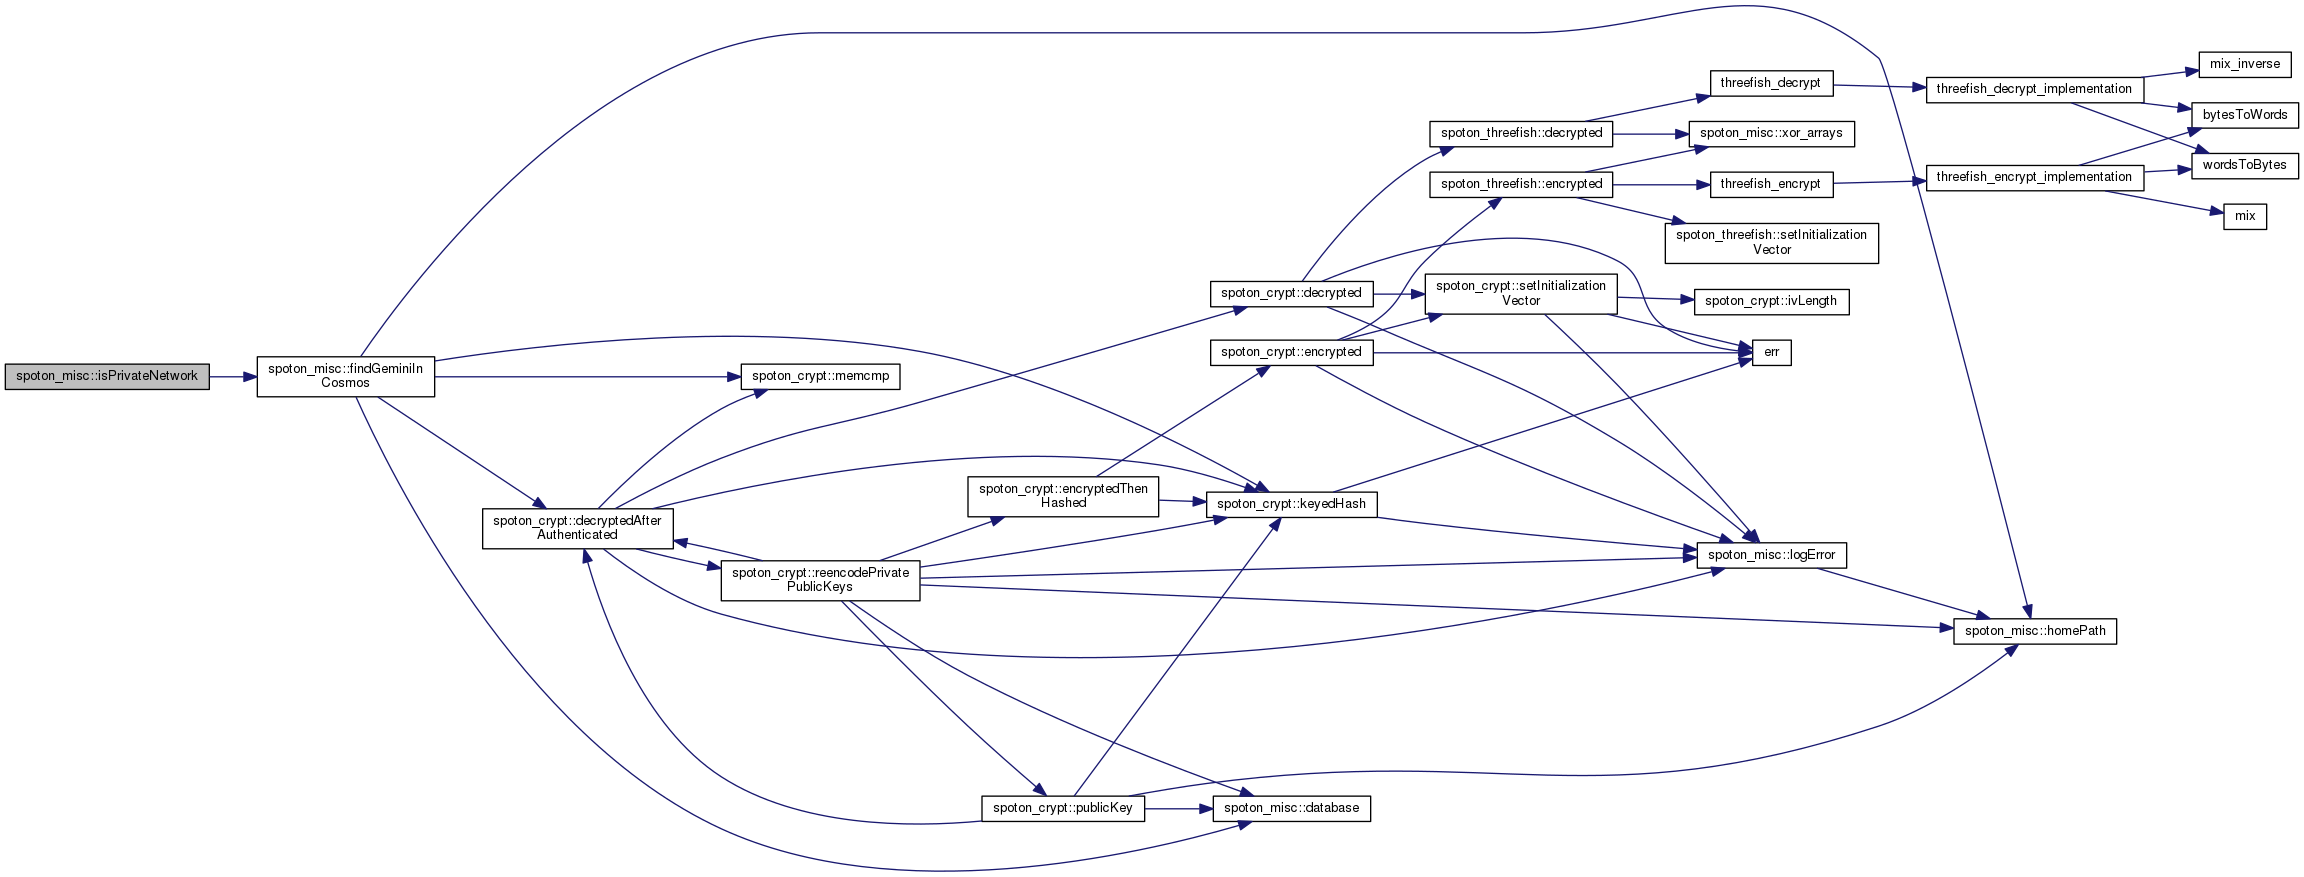 spoton_misc::isPrivateNetwork
spoton_misc::findGeminiIn
Cosmos
spoton_crypt::memcmp
spoton_crypt::decryptedAfter
Authenticated
spoton_crypt::reencodePrivate
PublicKeys
spoton_crypt::encryptedThen
Hashed
spoton_crypt::publicKey
spoton_crypt::decrypted
spoton_crypt::encrypted
spoton_crypt::keyedHash
spoton_misc::database
spoton_threefish::decrypted
spoton_threefish::encrypted
spoton_crypt::setInitialization
Vector
threefish_decrypt
spoton_misc::xor_arrays
threefish_encrypt
spoton_threefish::setInitialization
Vector
spoton_crypt::ivLength
err
spoton_misc::logError
threefish_decrypt_implementation
threefish_encrypt_implementation
spoton_misc::homePath
mix_inverse
bytesToWords
wordsToBytes
mix